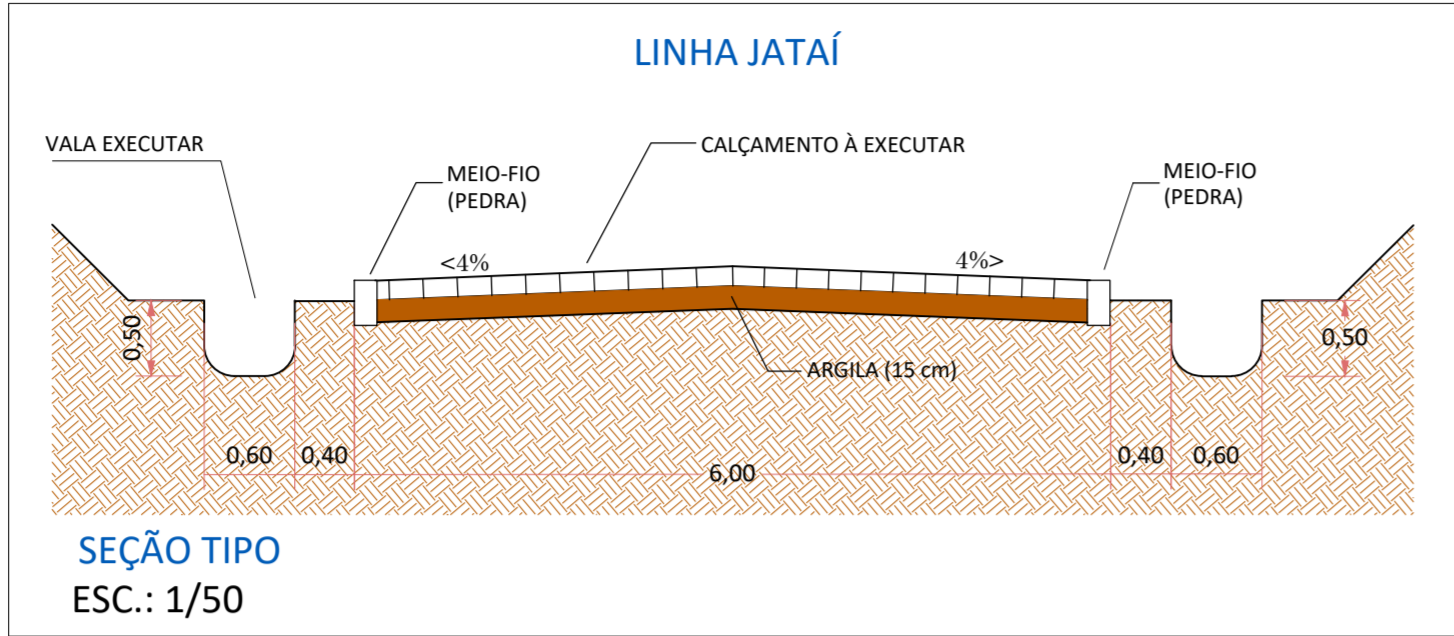 LINHA JATAÍ
VALA EXECUTAR
MEIO-FIO
(PEDRA)
CALÇAMENTO À EXECUTAR
MEIO-FIO
(PEDRA)
<4%
4%>
0,50
0,50
ARGILA (15 cm)
0,60
0,40
6,00
0,40
0,60
SEÇÃO TIPO
ESC.: 1/50